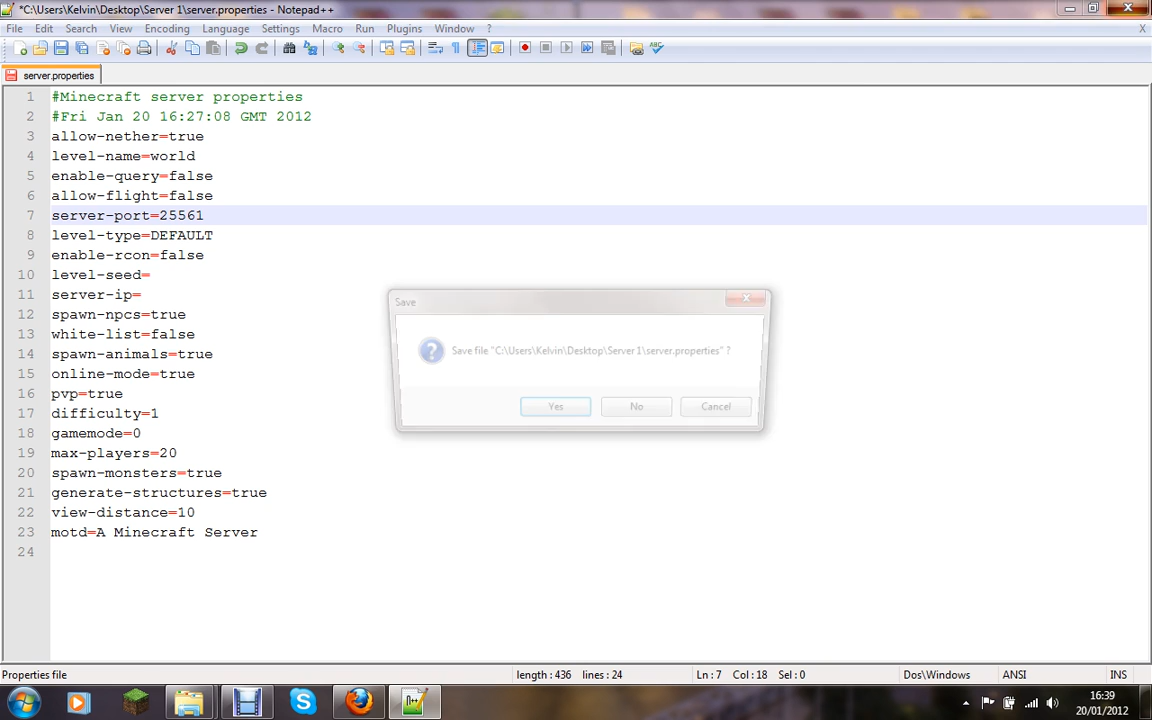 *C:\Users\Kelvin\Desktop\Server 1\server.properties - Notepad++
File Edit Search View Encoding Language Settings Macro Run Plugins Window ? X
server.properties
1 #Minecraft server properties
2 #Fri Jan 20 16:27:08 GMT 2012
3 allow-nether=true
4 level-name=world
5 enable-query=false
6 allow-flight=false
7 server-port=25561
8 level-type=DEFAULT
9 enable-rcon=false
10 level-seed=
11 server-ip=
12 spawn-npcs=true
13 white-list=false
14 spawn-animals=true
15 online-mode=true
16 pvp=true
17 difficulty=1
18 gamemode=0
19 max-players=20
20 spawn-monsters=true
21 generate-structures=true
22 view-distance=10
23 motd=A Minecraft Server
24
Save
Save file "C:\Users\Kelvin\Desktop\Server 1\server.properties" ?
Yes No Cancel
Properties file length : 436 lines : 24 Ln : 7 Col : 18 Sel : 0 Dos\Windows ANSI INS
16:39
20/01/2012